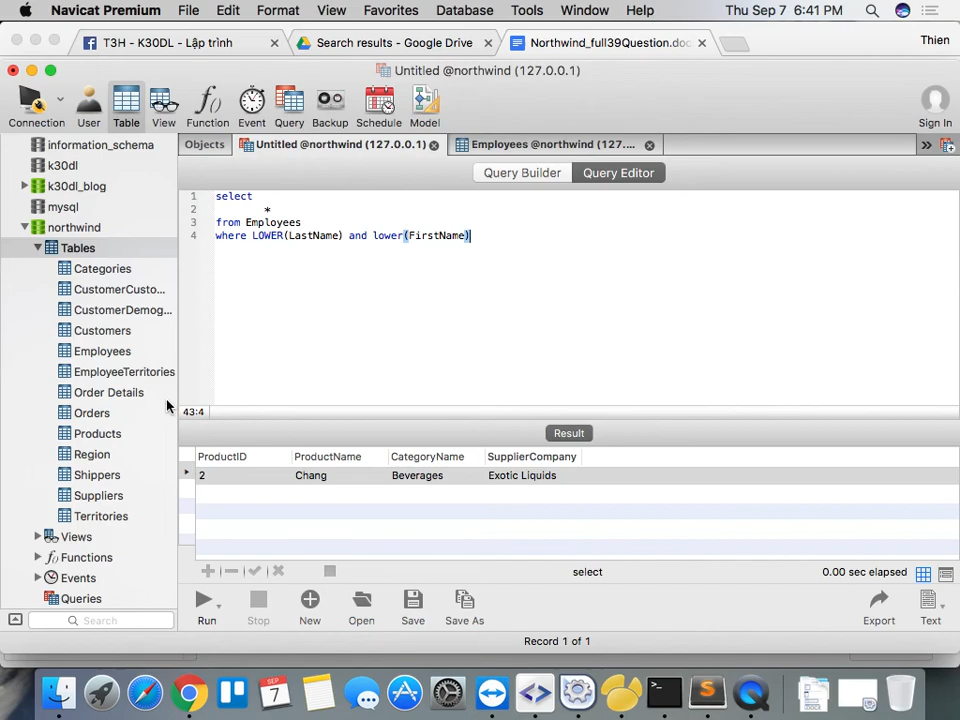 Navicat Premium File Edit Format View Favorites Database Tools Window Help Thu Sep 7 6:41 PM
T3H - K30DL - Lập trình
Search results - Google Drive
Northwind_full39Question.doc
Thien
Untitled @northwind (127.0.0.1)
Connection User Table View Function Event Query Backup Schedule Model Sign In
Objects Untitled @northwind (127.0.0.1) Employees @northwind (127....
Query Builder Query Editor
information_schema
k30dl
k30dl_blog
mysql
northwind
Tables
Categories
CustomerCusto...
CustomerDemog...
Customers
Employees
EmployeeTerritories
Order Details
Orders
Products
Region
Shippers
Suppliers
Territories
Views
Functions
Events
Queries
Search
1 select
2 *
3 from Employees
4 where LOWER(LastName) and lower(FirstName)
43:4
Result
ProductID ProductName CategoryName SupplierCompany
2 Chang Beverages Exotic Liquids
select 0.00 sec elapsed
Run Stop New Open Save Save As Export Text
Record 1 of 1
SEP
7